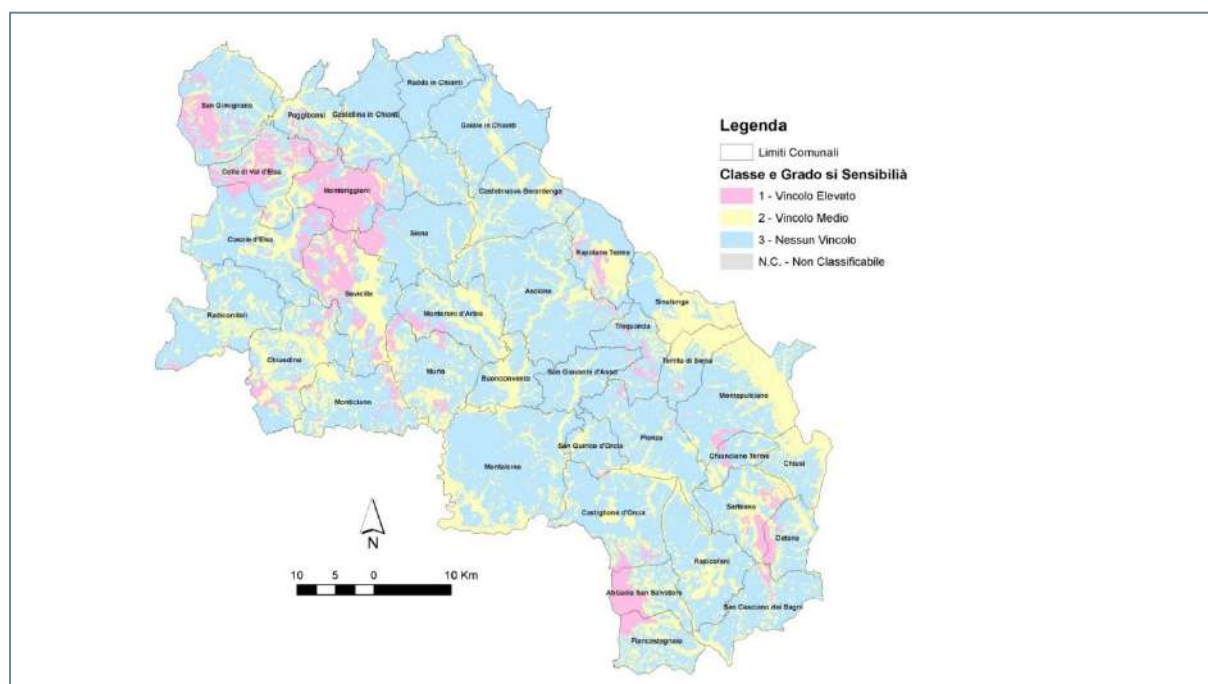 Radda in Chianti
San Gimignano
Poggibonsi
Castellina in Chianti
Gaiole in Chianti
Legenda
Limiti Comunali
Classe e Grado si Sensibilià
1 - Vincolo Elevato
2 - Vincolo Medio
3 - Nessun Vincolo
N.C. - Non Classificabile
Colle di Val d'Elsa
Monteriggioni
Castelnuovo Berardenga
Casole d'Elsa
Siena
Rapolano Terme
Sovicille
Asciano
Sinalunga
Radicondoli
Monteroni d'Arbia
Trequanda
Chiusdino
Torrita di Siena
Murlo
Buonconvento
San Giovanni d'Asso
Monticiano
Montepulciano
San Quirico d'Orcia
Pienza
Montalcino
Chianciano Terme
Chiusi
Castiglione d'Orcia
Sarteano
Cetona
N
Radicofani
10 5 0 10 Km
Abbadia San Salvatore
San Casciano dei Bagni
Piancastagnaio